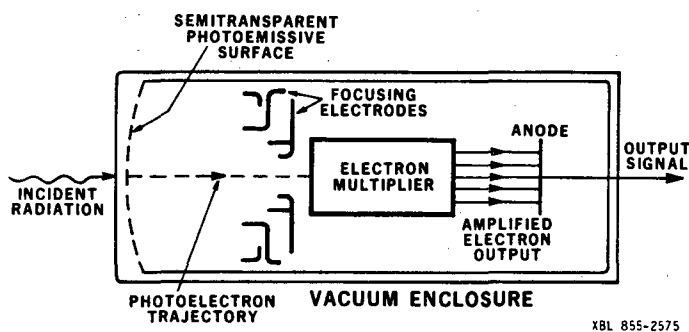 SEMITRANSPARENT
PHOTOEMISSIVE
SURFACE
FOCUSING
ELECTRODES
ANODE
OUTPUT
SIGNAL
ELECTRON
MULTIPLIER
INCIDENT
RADIATION
AMPLIFIED
ELECTRON
OUTPUT
PHOTOELECTRON
TRAJECTORY
VACUUM ENCLOSURE
XBL 855-2575